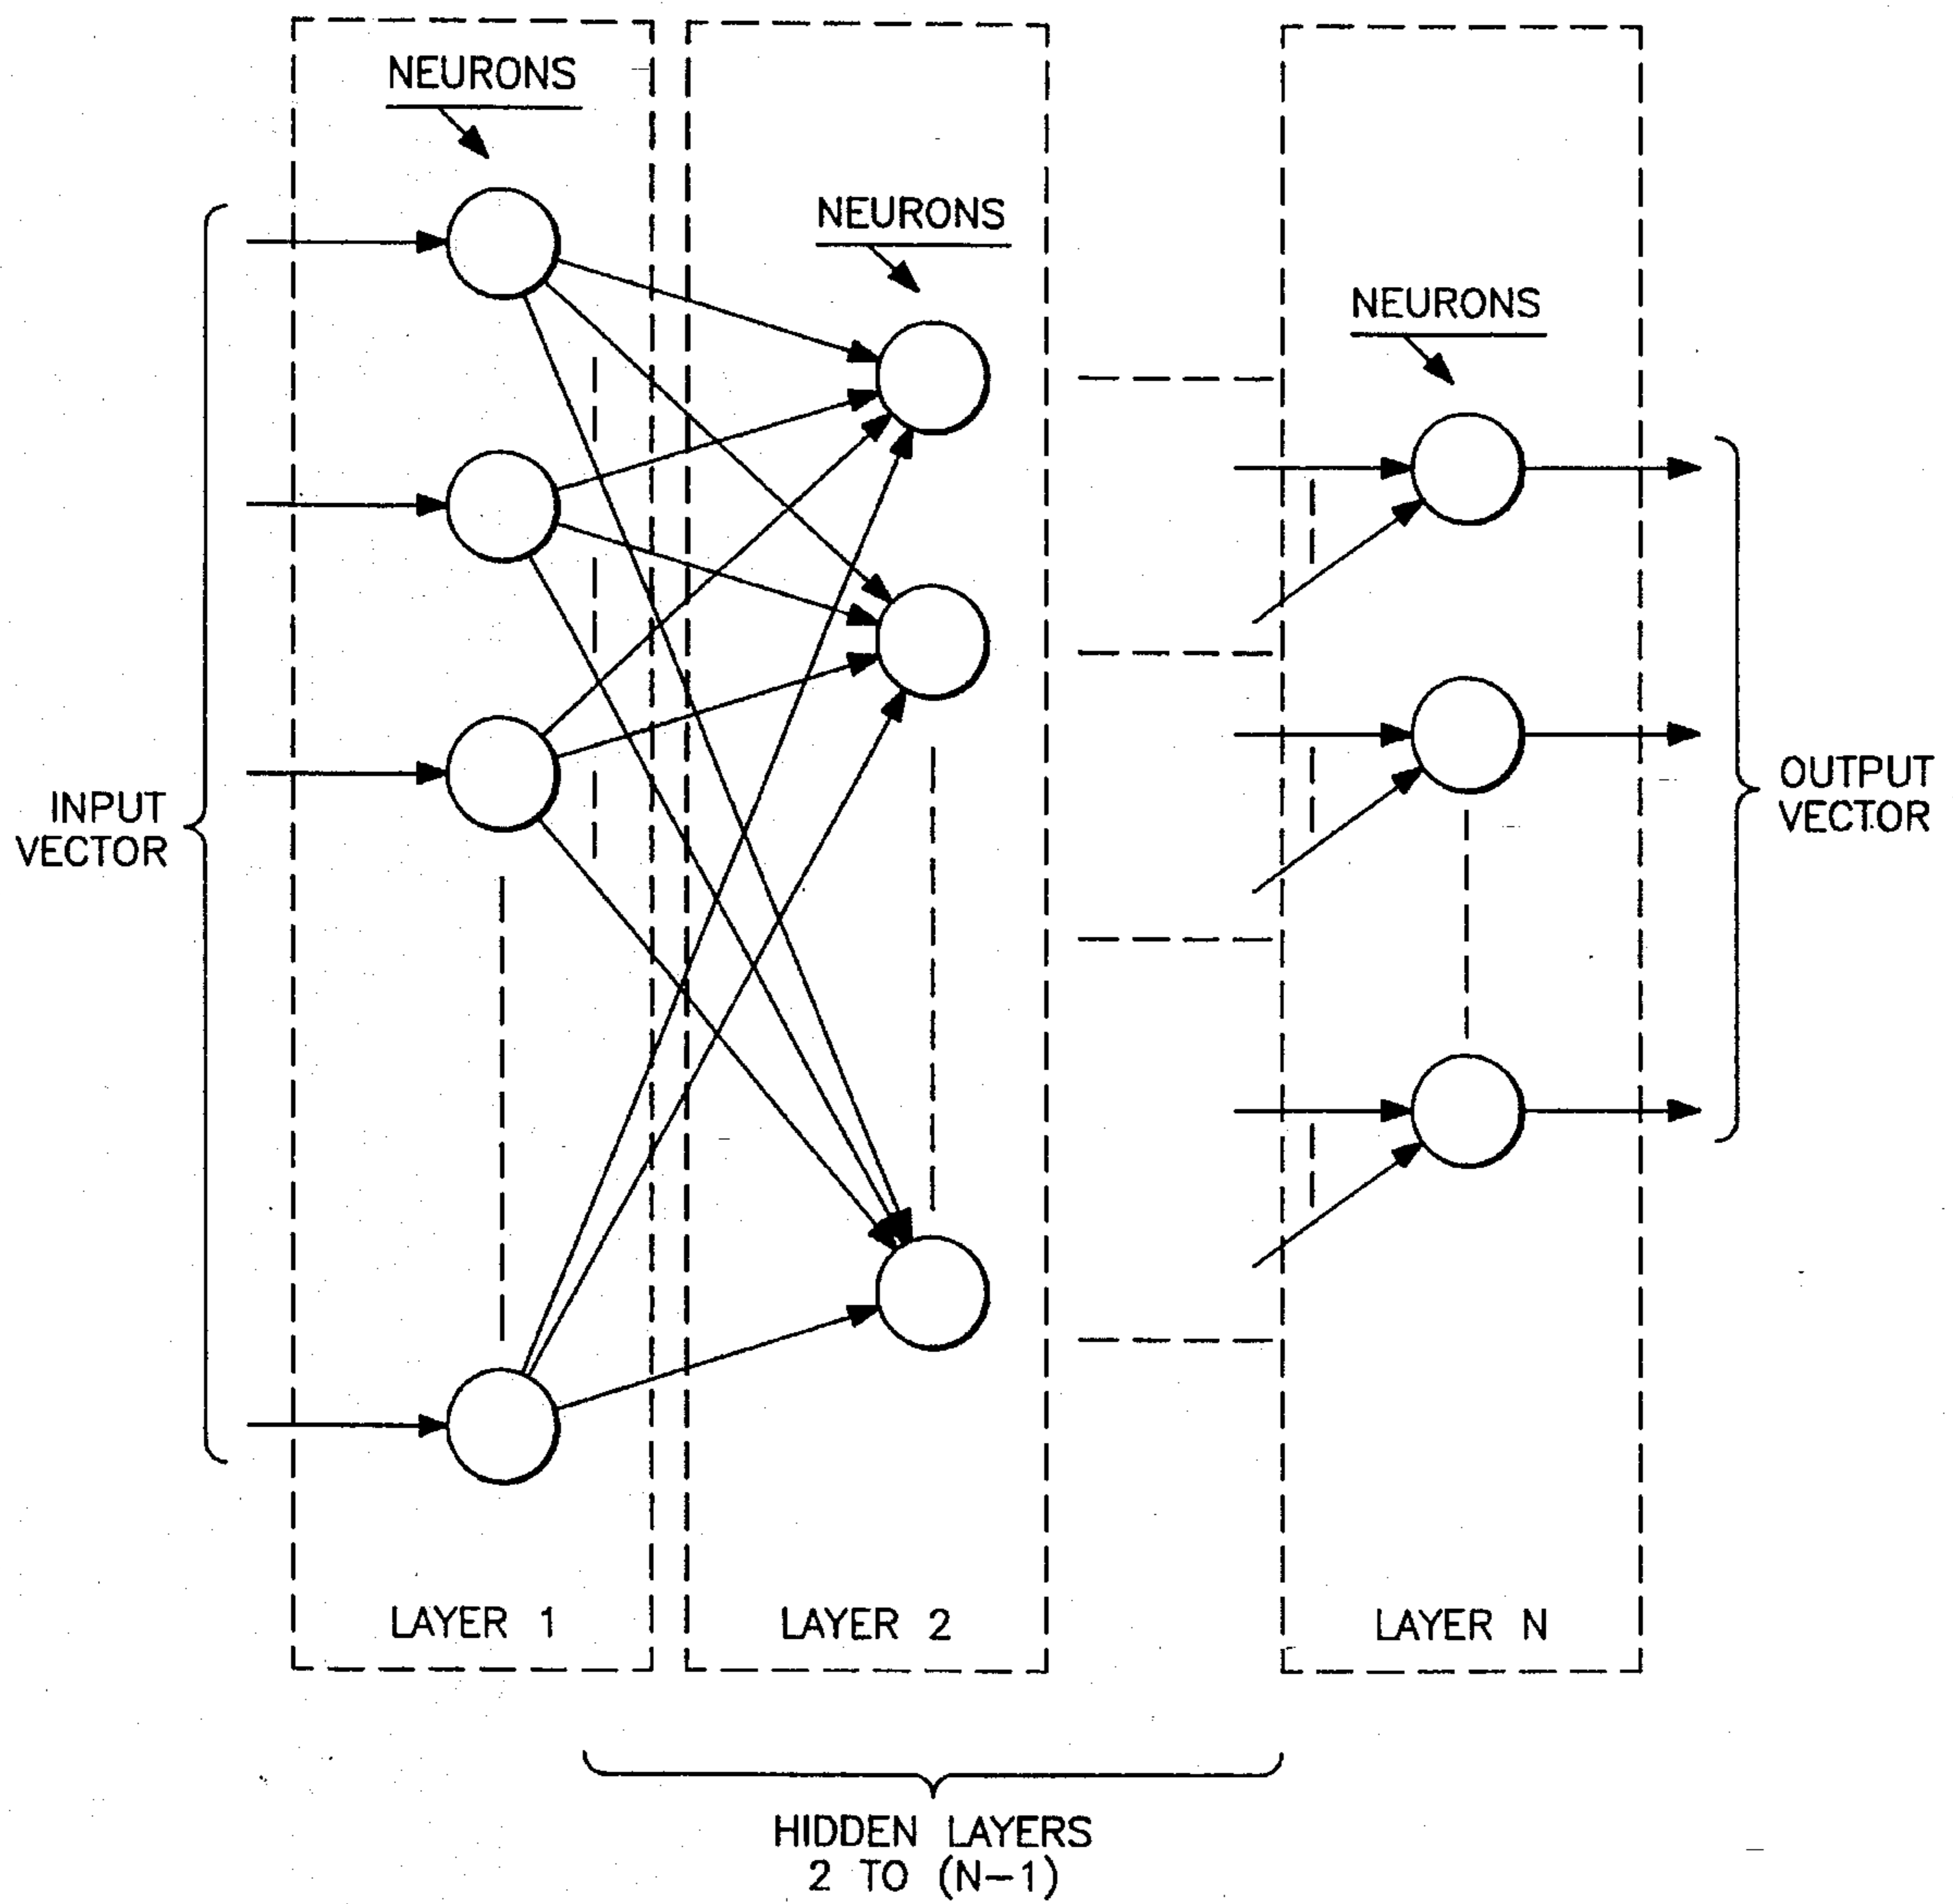 NEURONS
NEURONS
NEURONS
INPUT
VECTOR
OUTPUT
VECTOR
LAYER 1
LAYER 2
LAYER N
HIDDEN LAYERS
2 TO (N-1)